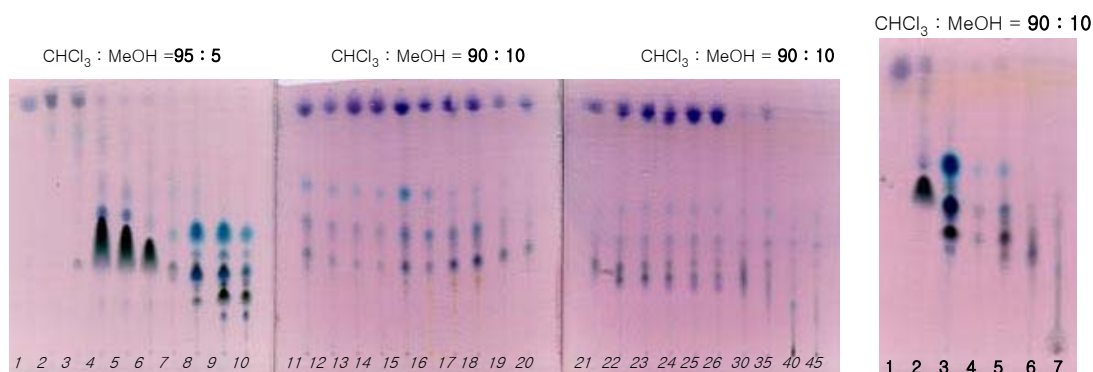 CHCl₃ : MeOH =95 : 5
CHCl₃ : MeOH = 90 : 10
CHCl₃ : MeOH = 90 : 10
CHCl₃ : MeOH = 90 : 10
1 2 3 4 5 6 7 8 9 10
11 12 13 14 15 16 17 18 19 20
21 22 23 24 25 26 30 35 40 45
1 2 3 4 5 6 7